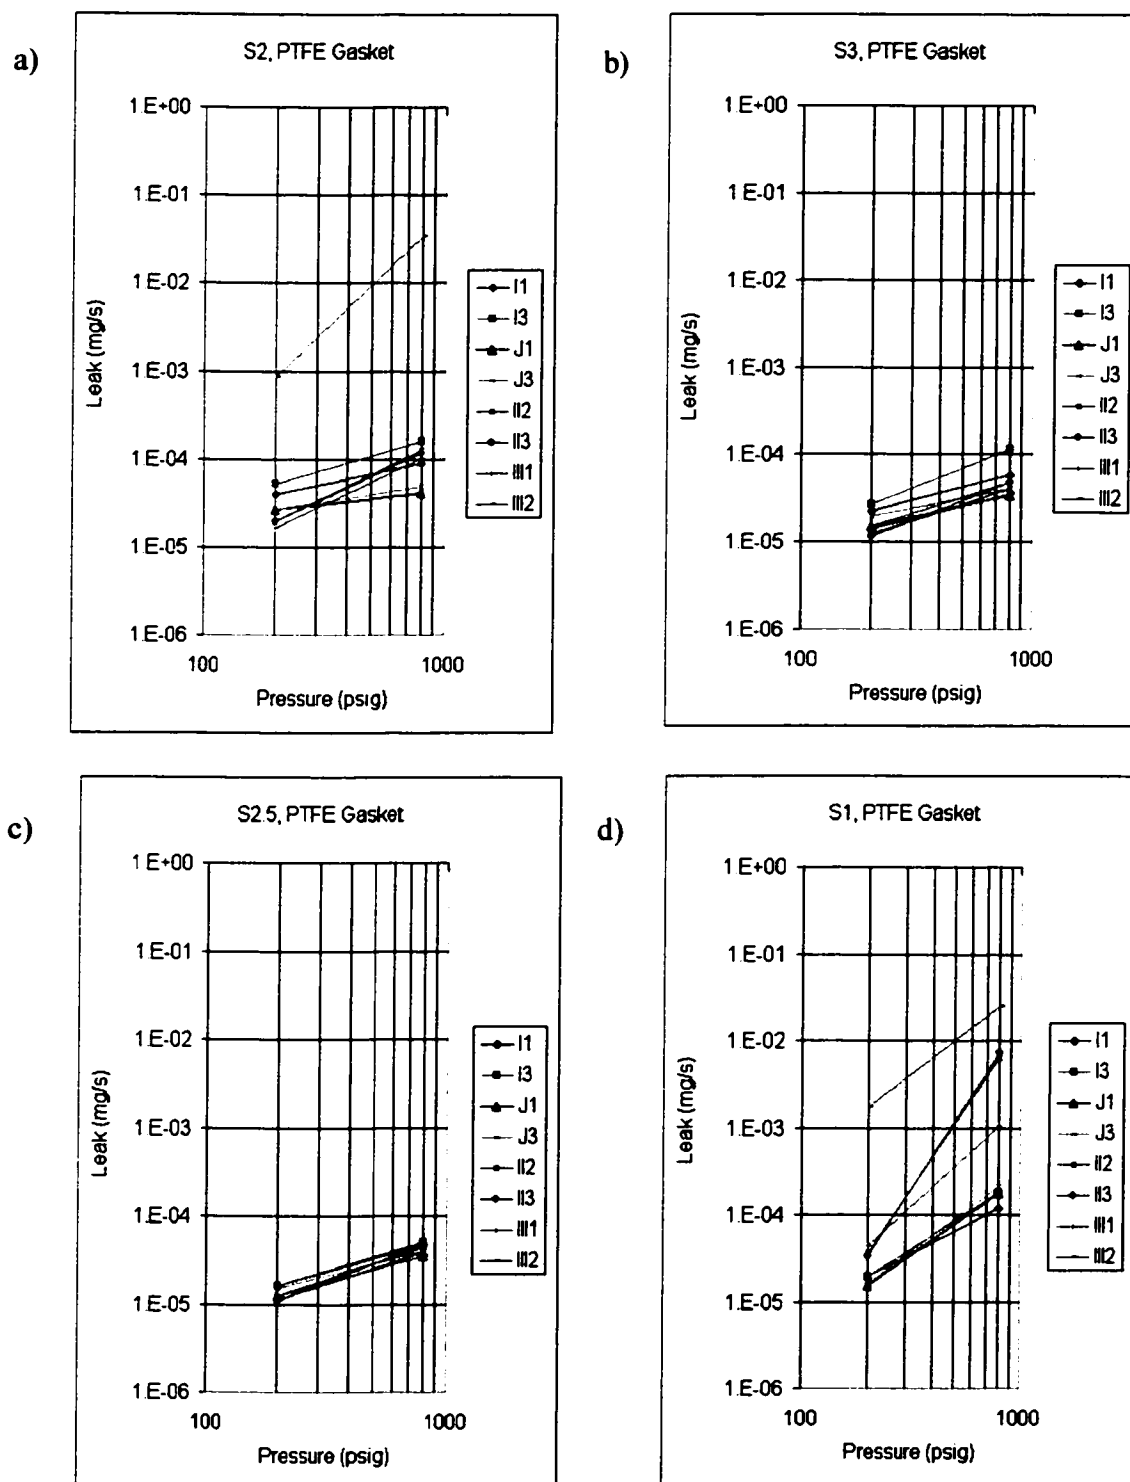 a)
S2, PTFE Gasket
1.E+00
1.E-01
1.E-02
1.E-03
1.E-04
1.E-05
1.E-06
Leak (mg/s)
100
1000
Pressure (psig)
I1
I3
J1
J3
II2
II3
III1
III2
b)
S3, PTFE Gasket
1.E+00
1.E-01
1.E-02
1.E-03
1.E-04
1.E-05
1.E-06
Leak (mg/s)
100
1000
Pressure (psig)
I1
I3
J1
J3
II2
II3
III1
III2
c)
S2.5, PTFE Gasket
1.E+00
1.E-01
1.E-02
1.E-03
1.E-04
1.E-05
1.E-06
Leak (mg/s)
100
1000
Pressure (psig)
I1
I3
J1
J3
II2
II3
III1
III2
d)
S1, PTFE Gasket
1.E+00
1.E-01
1.E-02
1.E-03
1.E-04
1.E-05
1.E-06
Leak (mg/s)
100
1000
Pressure (psig)
I1
I3
J1
J3
II2
II3
III1
III2